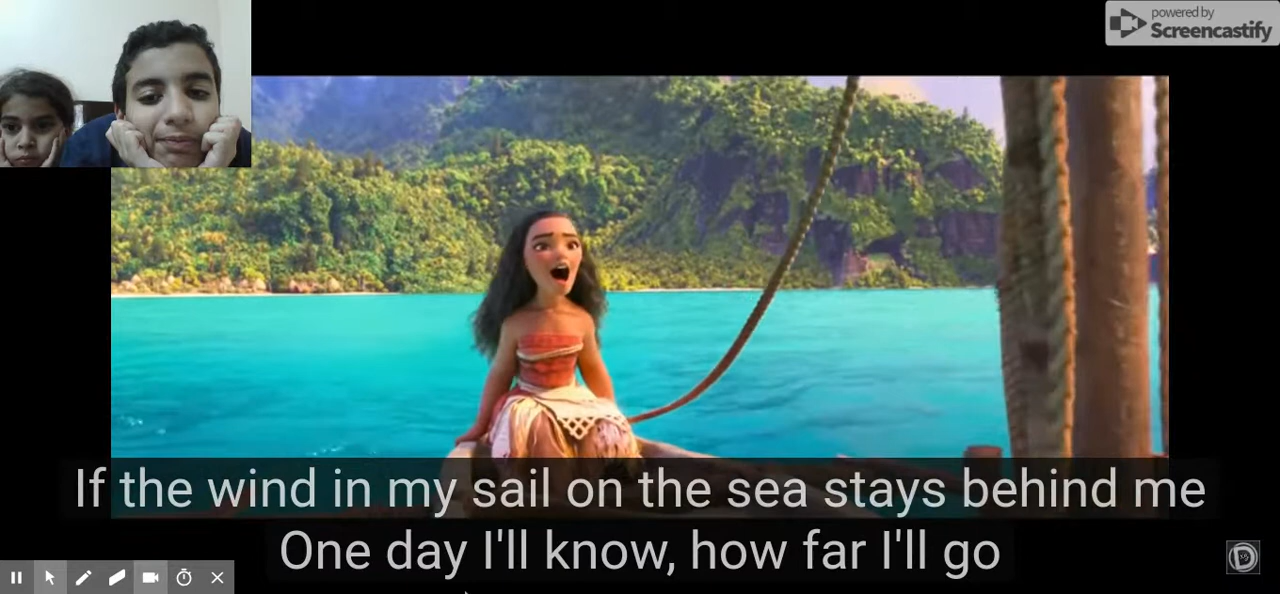 powered by
Screencastify
If the wind in my sail on the sea stays behind me
One day I'll know, how far I'll go
D